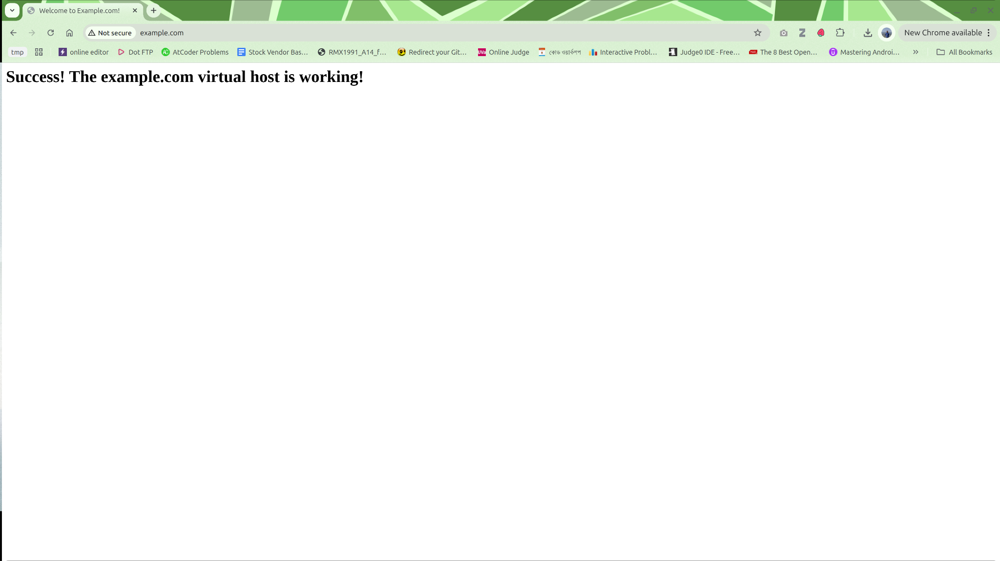 Welcome to Example.com!
Not secure example.com New Chrome available
tmp online editor Dot FTP AtCoder Problems Stock Vendor Bas... RMX1991_A14_f... Redirect your Git... UVa Online Judge কোড ওয়ার্কশপ Interactive Probl... Judge0 IDE - Free... The 8 Best Open... Mastering Androi... » All Bookmarks
Success! The example.com virtual host is working!